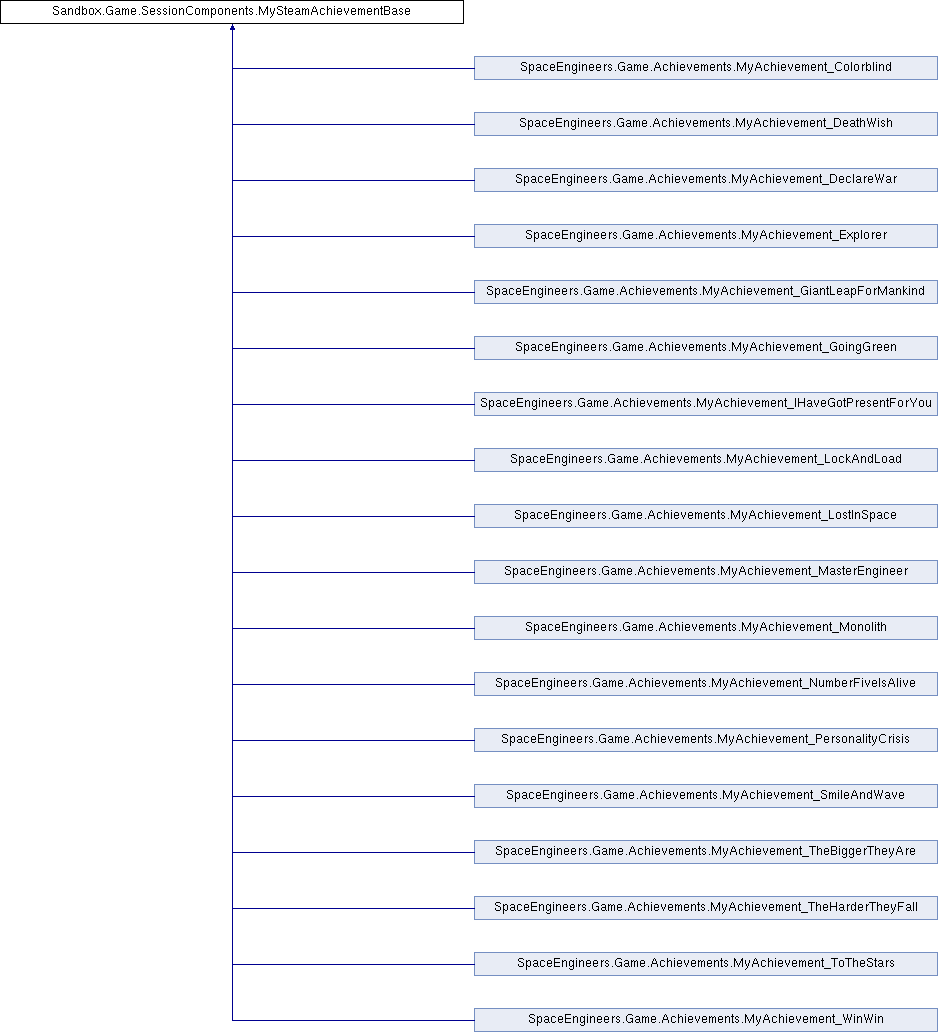 Sandbox.Game.SessionComponents.MySteamAchievementBase
SpaceEngineers.Game.Achievements.MyAchievement_Colorblind
SpaceEngineers.Game.Achievements.MyAchievement_DeathWish
SpaceEngineers.Game.Achievements.MyAchievement_DeclareWar
SpaceEngineers.Game.Achievements.MyAchievement_Explorer
SpaceEngineers.Game.Achievements.MyAchievement_GiantLeapForMankind
SpaceEngineers.Game.Achievements.MyAchievement_GoingGreen
SpaceEngineers.Game.Achievements.MyAchievement_IHaveGotPresentForYou
SpaceEngineers.Game.Achievements.MyAchievement_LockAndLoad
SpaceEngineers.Game.Achievements.MyAchievement_LostInSpace
SpaceEngineers.Game.Achievements.MyAchievement_MasterEngineer
SpaceEngineers.Game.Achievements.MyAchievement_Monolith
SpaceEngineers.Game.Achievements.MyAchievement_NumberFiveIsAlive
SpaceEngineers.Game.Achievements.MyAchievement_PersonalityCrisis
SpaceEngineers.Game.Achievements.MyAchievement_SmileAndWave
SpaceEngineers.Game.Achievements.MyAchievement_TheBiggerTheyAre
SpaceEngineers.Game.Achievements.MyAchievement_TheHarderTheyFall
SpaceEngineers.Game.Achievements.MyAchievement_ToTheStars
SpaceEngineers.Game.Achievements.MyAchievement_WinWin